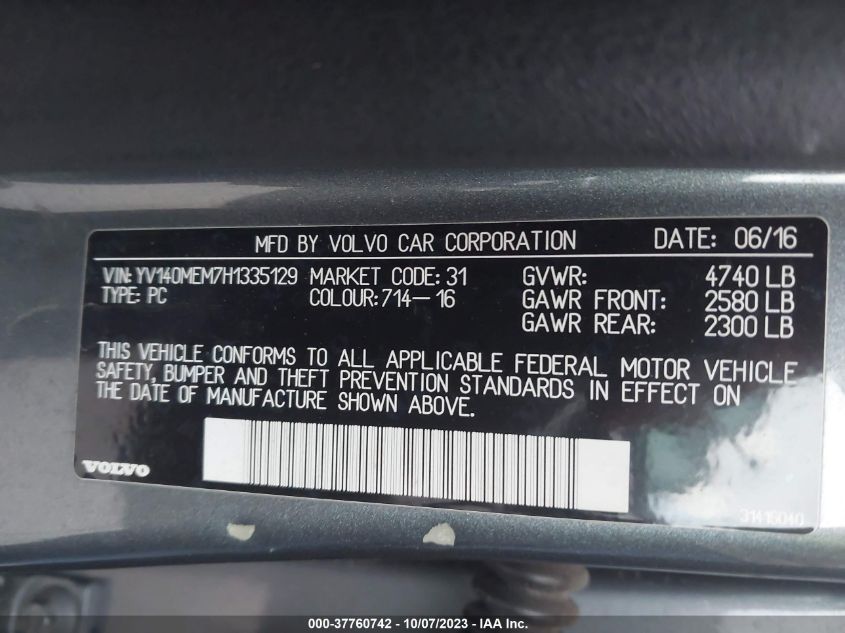 MFD BY VOLVO CAR CORPORATION DATE: 06/16
VIN: YV140MEM7H1335129 MARKET CODE: 31 GVWR: 4740 LB
TYPE: PC COLOUR: 714-16 GAWR FRONT: 2580 LB
GAWR REAR: 2300 LB
THIS VEHICLE CONFORMS TO ALL APPLICABLE FEDERAL MOTOR VEHICLE
SAFETY, BUMPER AND THEFT PREVENTION STANDARDS IN EFFECT ON
THE DATE OF MANUFACTURE SHOWN ABOVE.
VOLVO
31415040
000-37760742 - 10/07/2023 - IAA Inc.